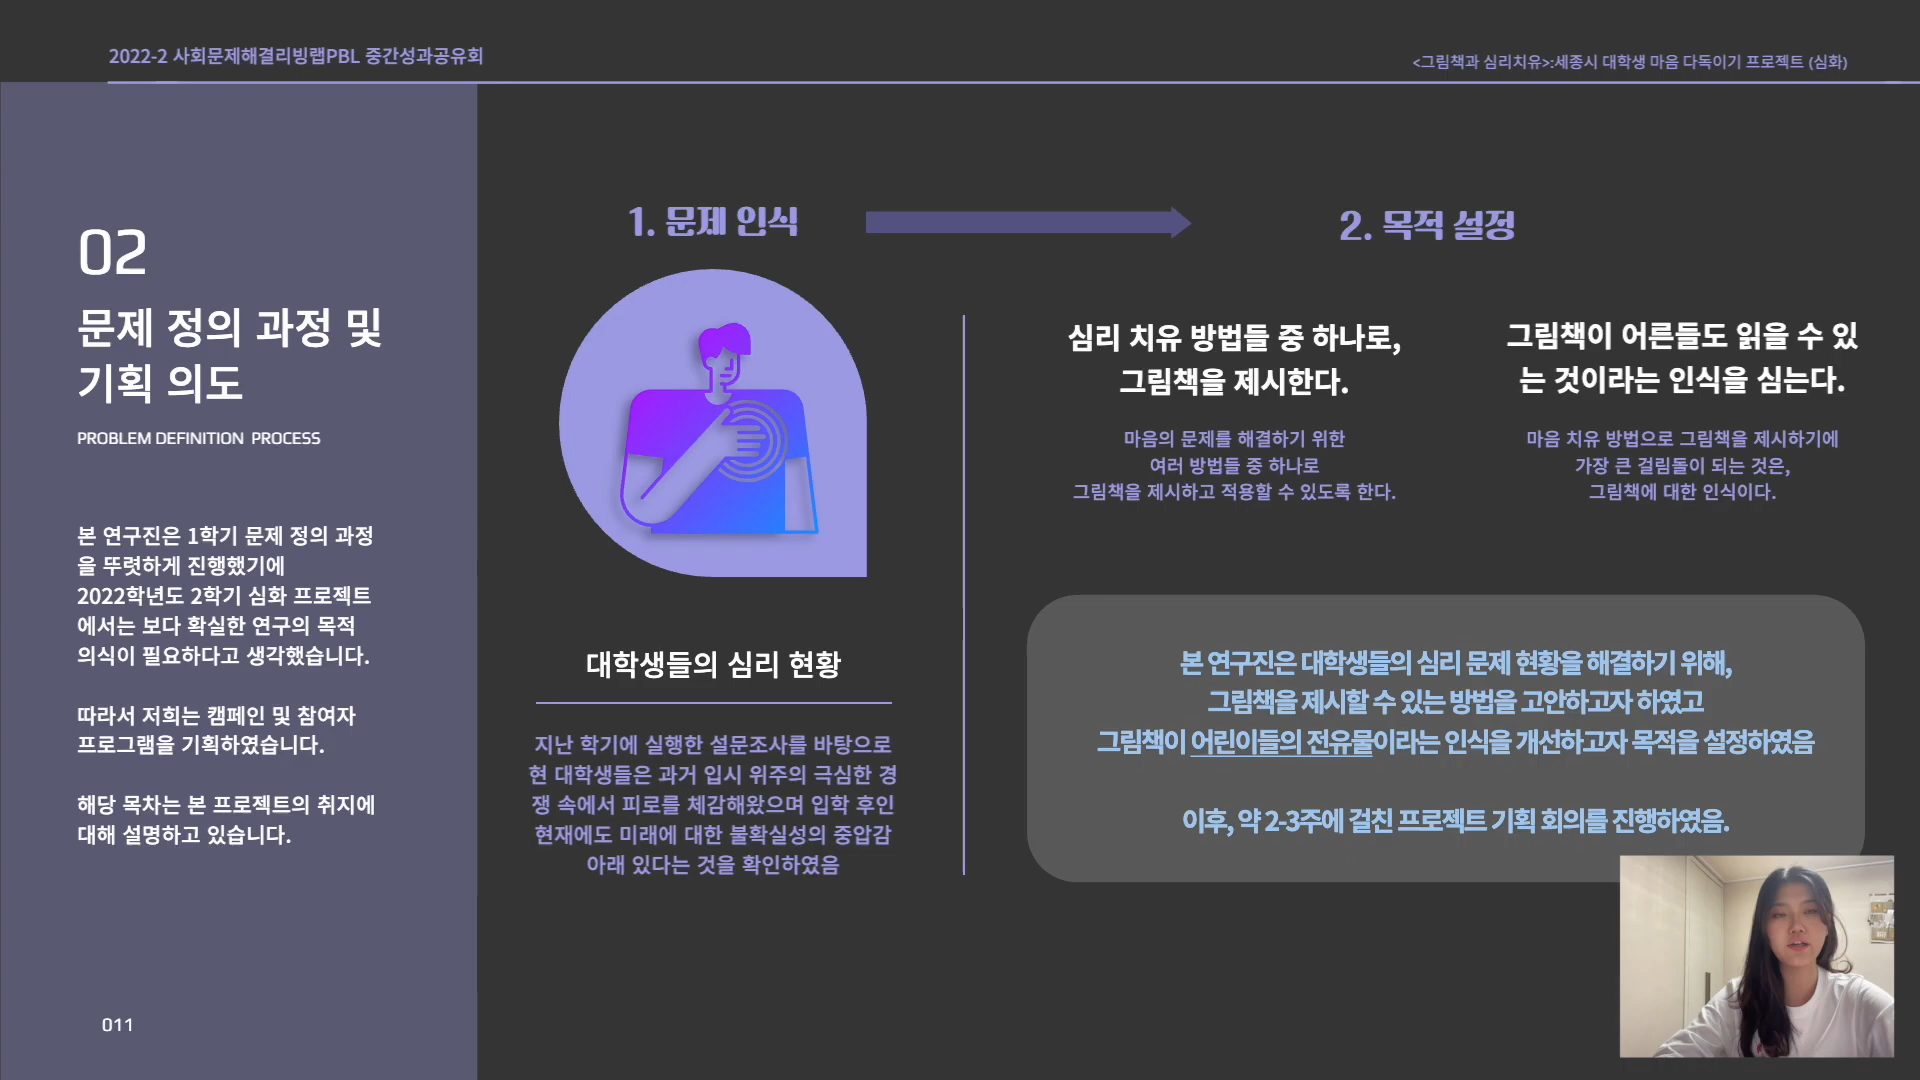 2022-2 사회문제해결리빙랩PBL 중간성과공유회
<그림책과 심리치유>:세종시 대학생 마음 다독이기 프로젝트 (심화)
02
문제 정의 과정 및
기획 의도
PROBLEM DEFINITION PROCESS
본 연구진은 1학기 문제 정의 과정
을 뚜렷하게 진행했기에
2022학년도 2학기 심화 프로젝트
에서는 보다 확실한 연구의 목적
의식이 필요하다고 생각했습니다.
따라서 저희는 캠페인 및 참여자
프로그램을 기획하였습니다.
해당 목차는 본 프로젝트의 취지에
대해 설명하고 있습니다.
011
1. 문제 인식
대학생들의 심리 현황
지난 학기에 실행한 설문조사를 바탕으로
현 대학생들은 과거 입시 위주의 극심한 경
쟁 속에서 피로를 체감해왔으며 입학 후인
현재에도 미래에 대한 불확실성의 중압감
아래 있다는 것을 확인하였음
2. 목적 설정
심리 치유 방법들 중 하나로,
그림책을 제시한다.
마음의 문제를 해결하기 위한
여러 방법들 중 하나로
그림책을 제시하고 적용할 수 있도록 한다.
그림책이 어른들도 읽을 수 있
는 것이라는 인식을 심는다.
마음 치유 방법으로 그림책을 제시하기에
가장 큰 걸림돌이 되는 것은,
그림책에 대한 인식이다.
본 연구진은 대학생들의 심리 문제 현황을 해결하기 위해,
그림책을 제시할 수 있는 방법을 고안하고자 하였고
그림책이 어린이들의 전유물이라는 인식을 개선하고자 목적을 설정하였음
이후, 약 2-3주에 걸친 프로젝트 기획 회의를 진행하였음.